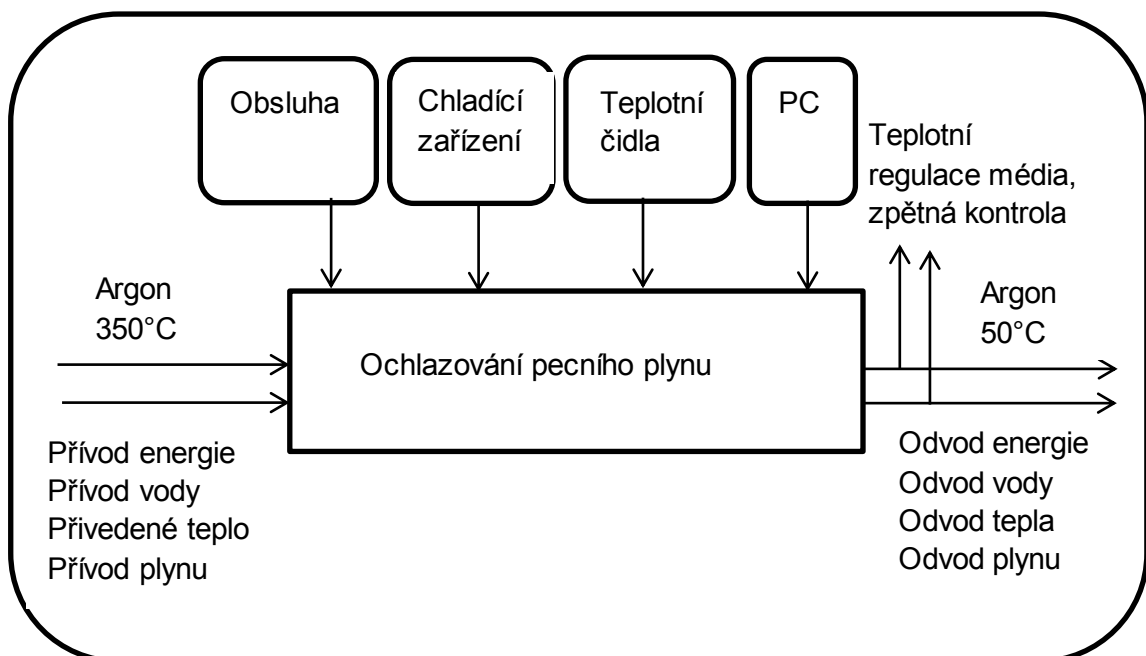 Obsluha
Chladící
zařízení
Teplotní
čidla
PC
Teplotní
regulace média,
zpětná kontrola
Argon
350°C
Ochlazování pecního plynu
Argon
50°C
Přívod energie
Přívod vody
Přivedené teplo
Přívod plynu
Odvod energie
Odvod vody
Odvod tepla
Odvod plynu